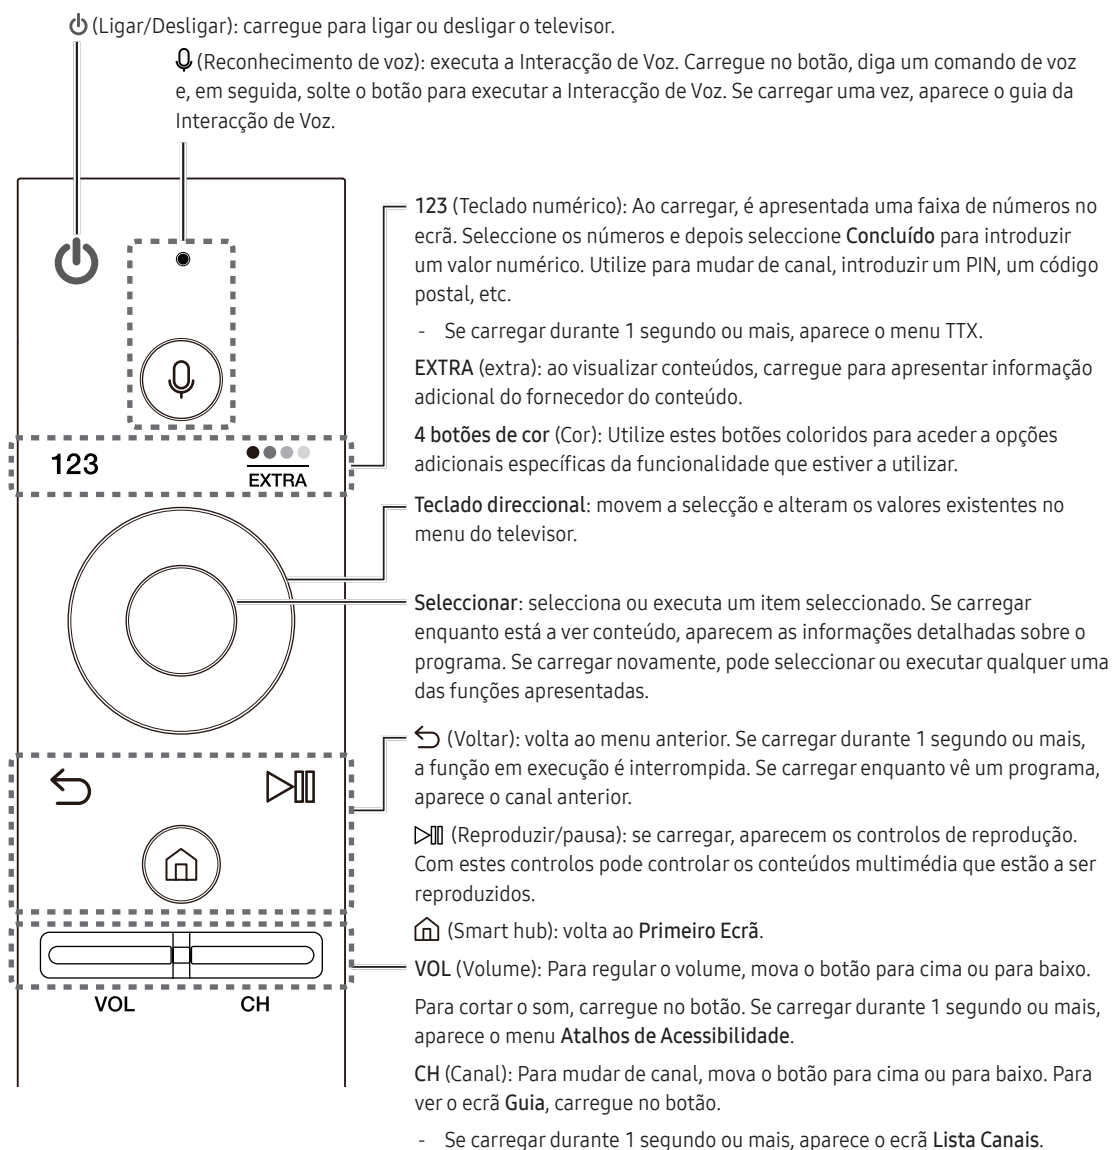 (Ligar/Desligar): carregue para ligar ou desligar o televisor.
(Reconhecimento de voz): executa a Interacção de Voz. Carregue no botão, diga um comando de voz
e, em seguida, solte o botão para executar a Interacção de Voz. Se carregar uma vez, aparece o guia da
Interacção de Voz.
123 (Teclado numérico): Ao carregar, é apresentada uma faixa de números no
ecrã. Seleccione os números e depois seleccione Concluído para introduzir
um valor numérico. Utilize para mudar de canal, introduzir um PIN, um código
postal, etc.
- Se carregar durante 1 segundo ou mais, aparece o menu TTX.
EXTRA (extra): ao visualizar conteúdos, carregue para apresentar informação
adicional do fornecedor do conteúdo.
4 botões de cor (Cor): Utilize estes botões coloridos para aceder a opções
adicionais específicas da funcionalidade que estiver a utilizar.
123
EXTRA
Teclado direccional: movem a selecção e alteram os valores existentes no
menu do televisor.
Seleccionar: selecciona ou executa um item seleccionado. Se carregar
enquanto está a ver conteúdo, aparecem as informações detalhadas sobre o
programa. Se carregar novamente, pode seleccionar ou executar qualquer uma
das funções apresentadas.
(Voltar): volta ao menu anterior. Se carregar durante 1 segundo ou mais,
a função em execução é interrompida. Se carregar enquanto vê um programa,
aparece o canal anterior.
(Reproduzir/pausa): se carregar, aparecem os controlos de reprodução.
Com estes controlos pode controlar os conteúdos multimédia que estão a ser
reproduzidos.
(Smart hub): volta ao Primeiro Ecrã.
VOL (Volume): Para regular o volume, mova o botão para cima ou para baixo.
Para cortar o som, carregue no botão. Se carregar durante 1 segundo ou mais,
aparece o menu Atalhos de Acessibilidade.
VOL
CH
CH (Canal): Para mudar de canal, mova o botão para cima ou para baixo. Para
ver o ecrã Guia, carregue no botão.
- Se carregar durante 1 segundo ou mais, aparece o ecrã Lista Canais.